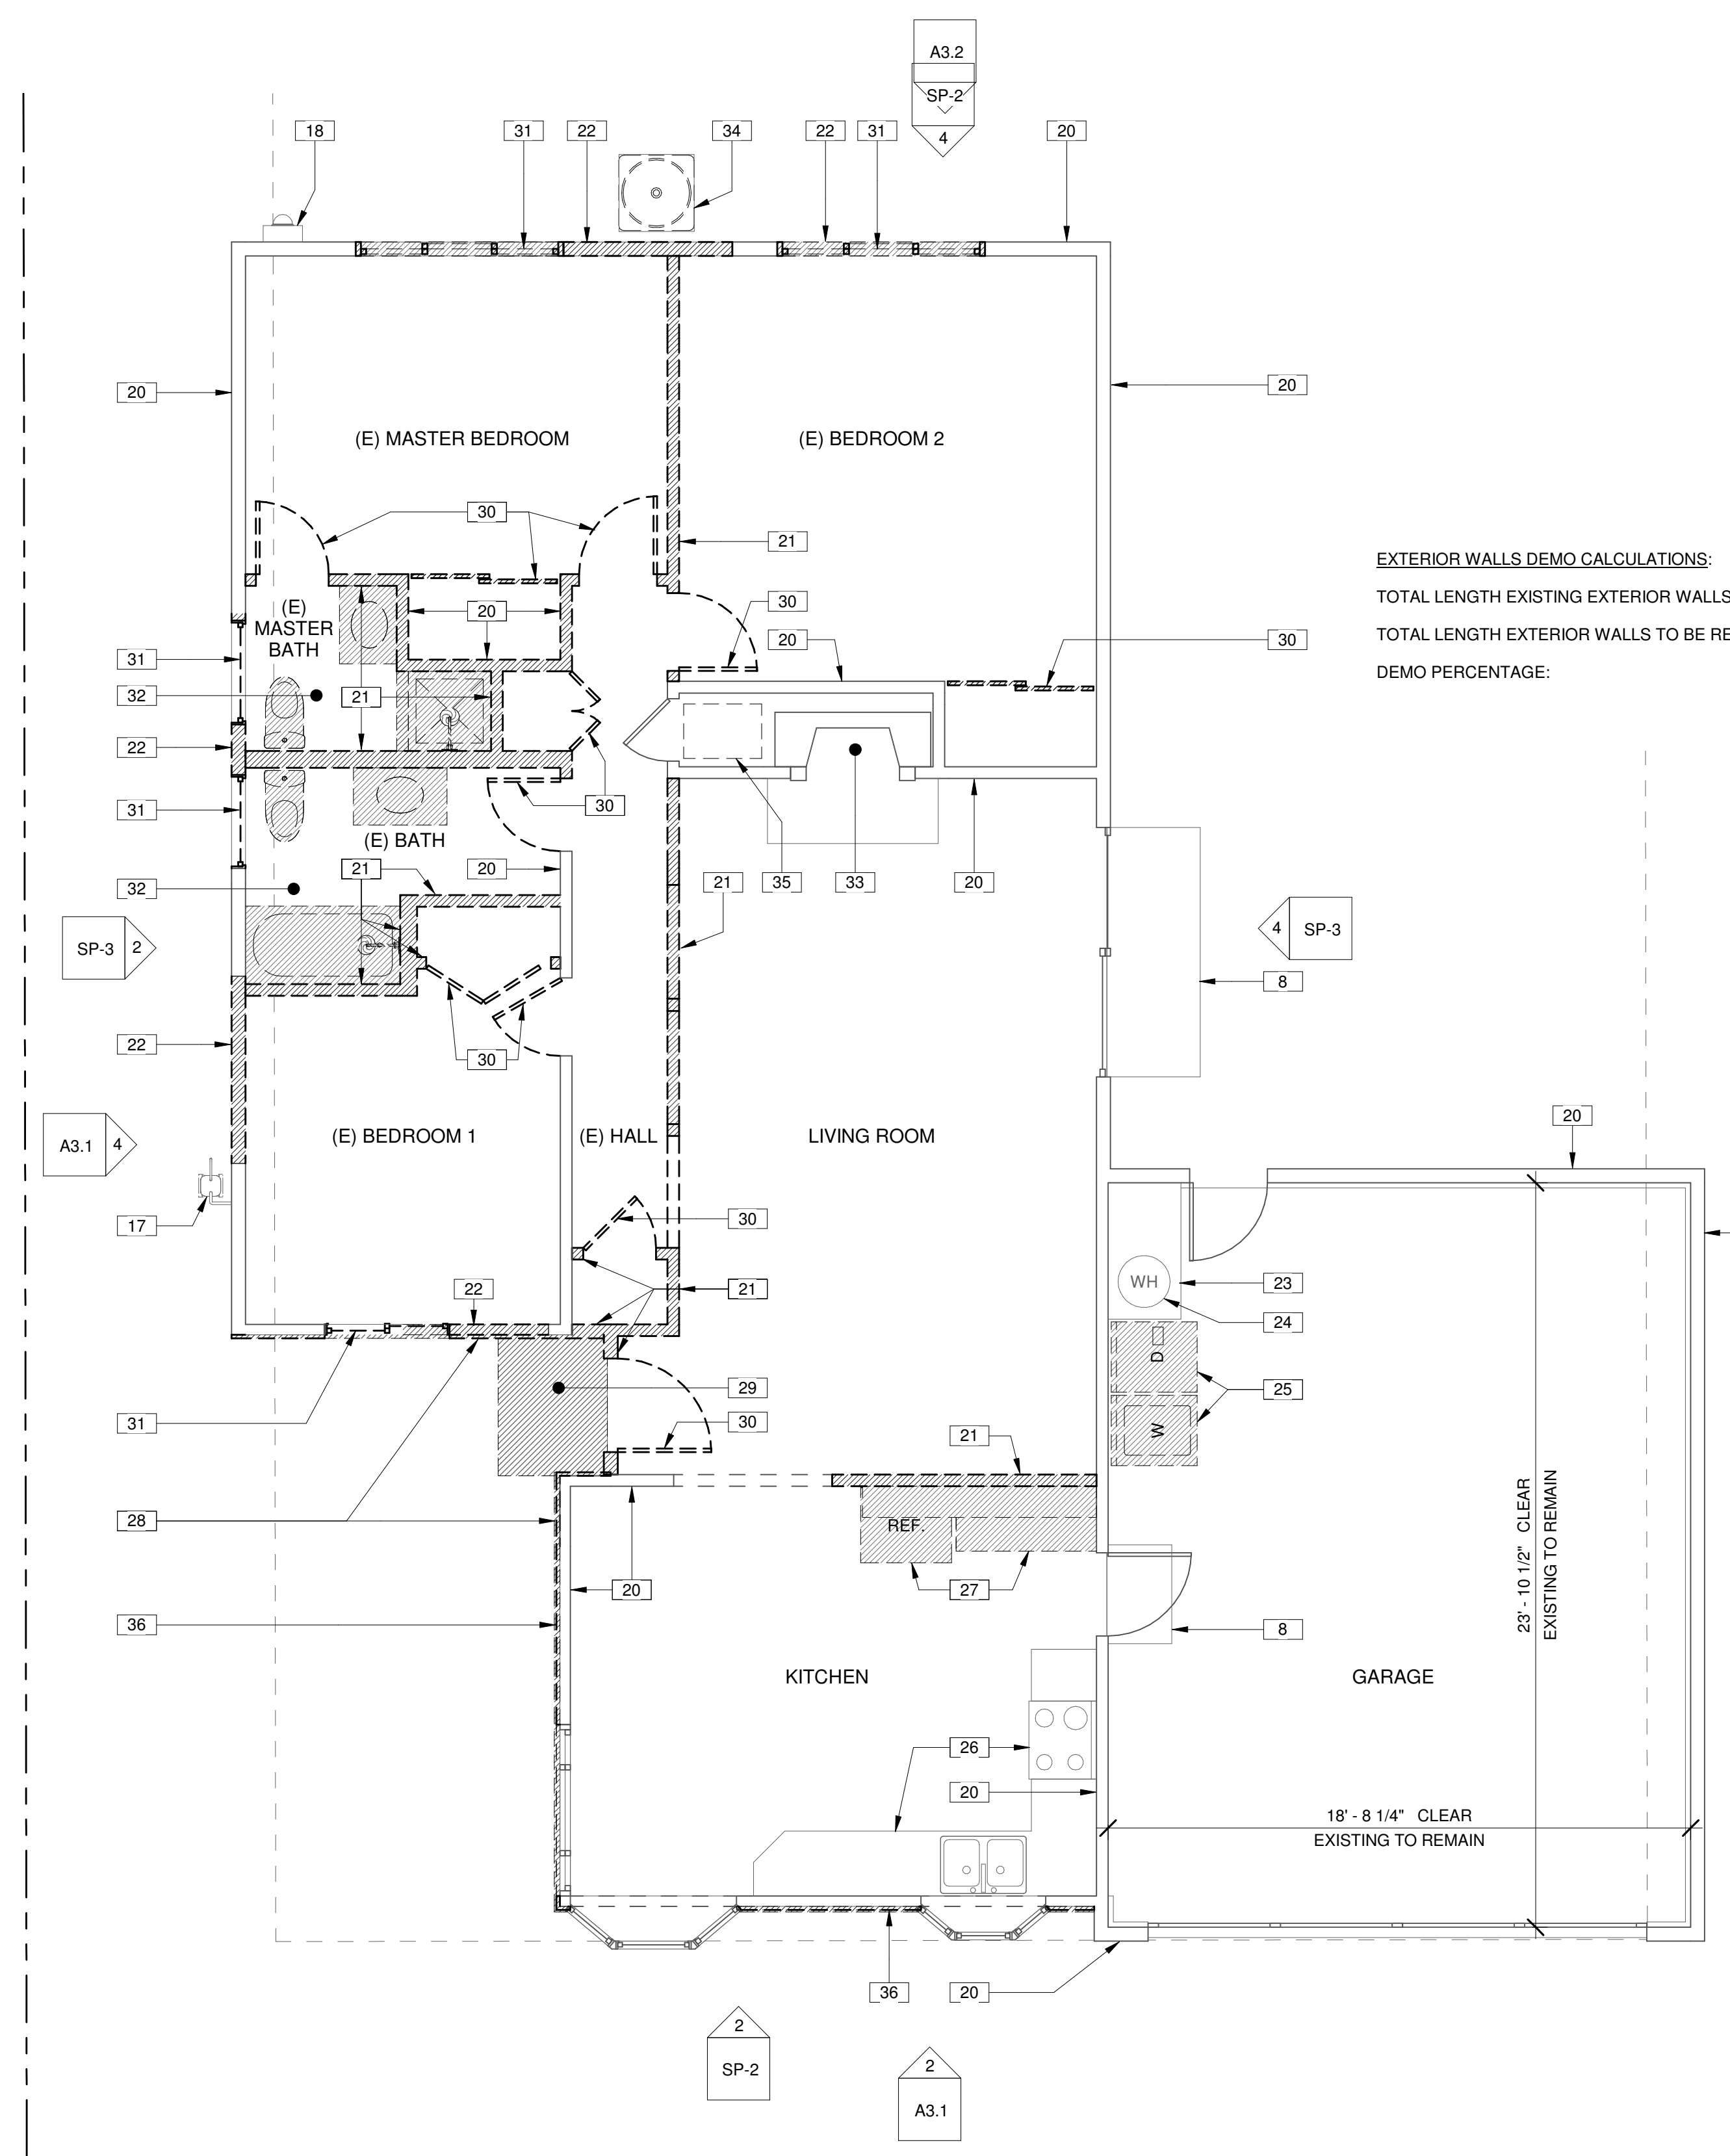 A3.2
SP-2
4
18
31
22
34
22
31
20
20
20
(E) MASTER BEDROOM
(E) BEDROOM 2
30
21
EXTERIOR WALLS DEMO CALCULATIONS:
TOTAL LENGTH EXISTING EXTERIOR WALLS
TOTAL LENGTH EXTERIOR WALLS TO BE RE
DEMO PERCENTAGE:
30
(E)
MASTER
BATH
20
20
30
31
32
21
22
30
31
(E) BATH
32
21
20
21
35
33
20
SP-3
2
4
SP-3
8
22
30
A3.1
4
(E) BEDROOM 1
(E) HALL
LIVING ROOM
20
17
30
WH
23
22
21
24
D
29
25
31
30
W
21
28
REF.
23' - 10 1/2" CLEAR
EXISTING TO REMAIN
20
27
36
8
KITCHEN
GARAGE
26
20
18' - 8 1/4" CLEAR
EXISTING TO REMAIN
36
20
2
SP-2
2
A3.1